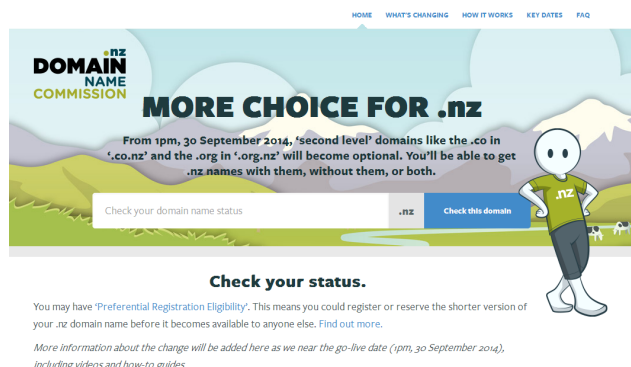 HOME WHAT'S CHANGING HOW IT WORKS KEY DATES FAQ
.nz
DOMAIN
NAME
COMMISSION
MORE CHOICE FOR .nz
From 1pm, 30 September 2014, ‘second level’ domains like the .co in
‘.co.nz’ and the .org in ‘.org.nz’ will become optional. You’ll be able to get
.nz names with them, without them, or both.
Check your domain name status .nz Check this domain
.nz
Check your status.
You may have ‘Preferential Registration Eligibility’. This means you could register or reserve the shorter version of
your .nz domain name before it becomes available to anyone else. Find out more.
More information about the change will be added here as we near the go-live date (1pm, 30 September 2014),
including videos and how-to guides